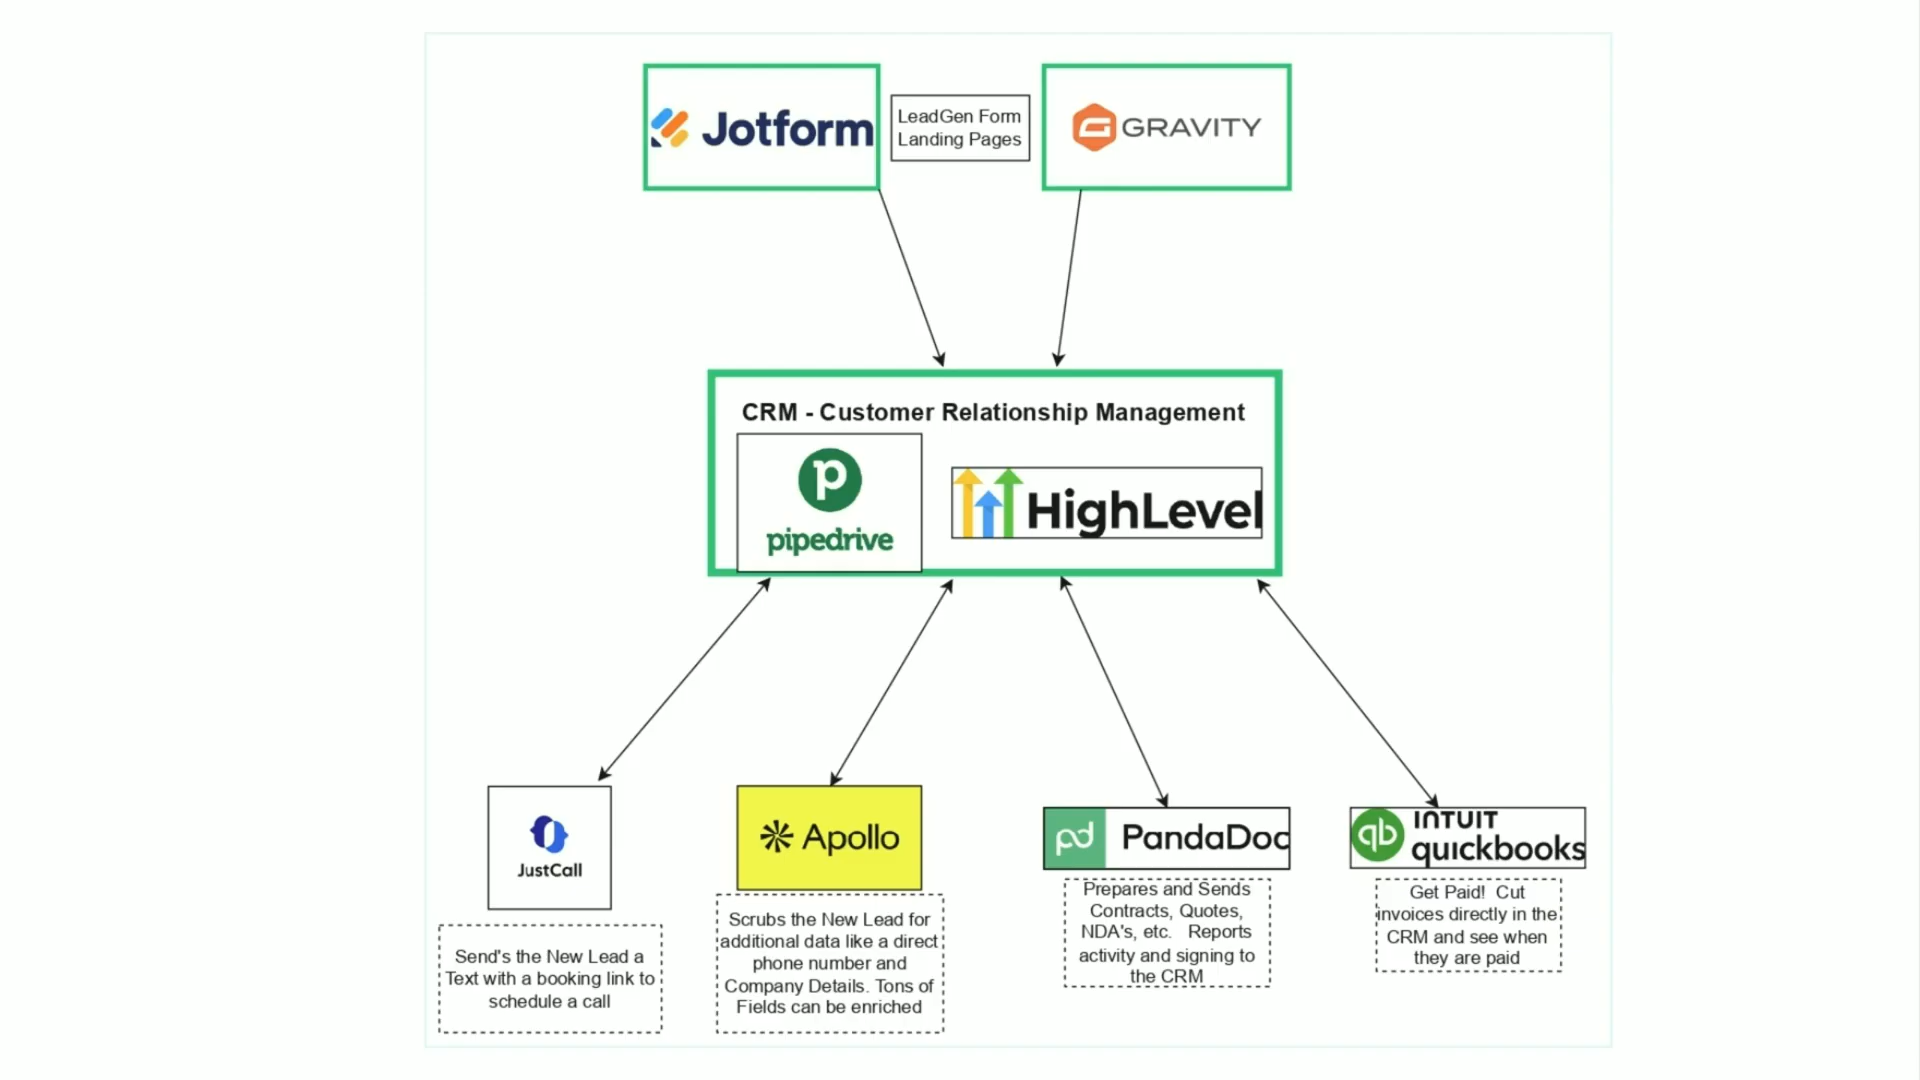 Jotform
LeadGen Form
Landing Pages
GRAVITY
CRM - Customer Relationship Management
pipedrive
HighLevel
JustCall
Send's the New Lead a
Text with a booking link to
schedule a call
Apollo
Scrubs the New Lead for
additional data like a direct
phone number and
Company Details. Tons of
Fields can be enriched
pd PandaDoc
Prepares and Sends
Contracts, Quotes,
NDA's, etc.   Reports
activity and signing to
the CRM
qb INTUIT
quickbooks
Get Paid!  Cut
invoices directly in the
CRM and see when
they are paid